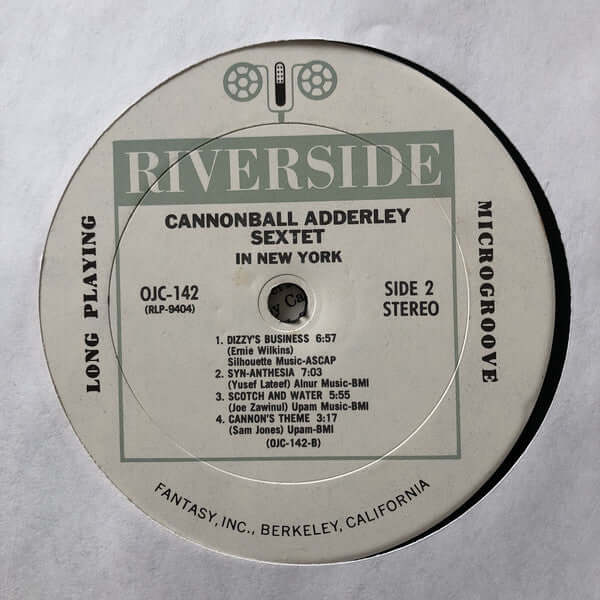 RIVERSIDE
CANNONBALL ADDERLEY
SEXTET
IN NEW YORK
LONG PLAYING
MICROGROOVE
OJC-142
(RLP-9404)
SIDE 2
STEREO
1. DIZZY'S BUSINESS 6:57
(Ernie Wilkins)
Silhouette Music-ASCAP
2. SYN-ANTHESIA 7:03
(Yusef Lateef) Alnur Music-BMI
3. SCOTCH AND WATER 5:55
(Joe Zawinul) Upam Music-BMI
4. CANNON'S THEME 3:17
(Sam Jones) Upam-BMI
(OJC-142-B)
FANTASY, INC., BERKELEY, CALIFORNIA